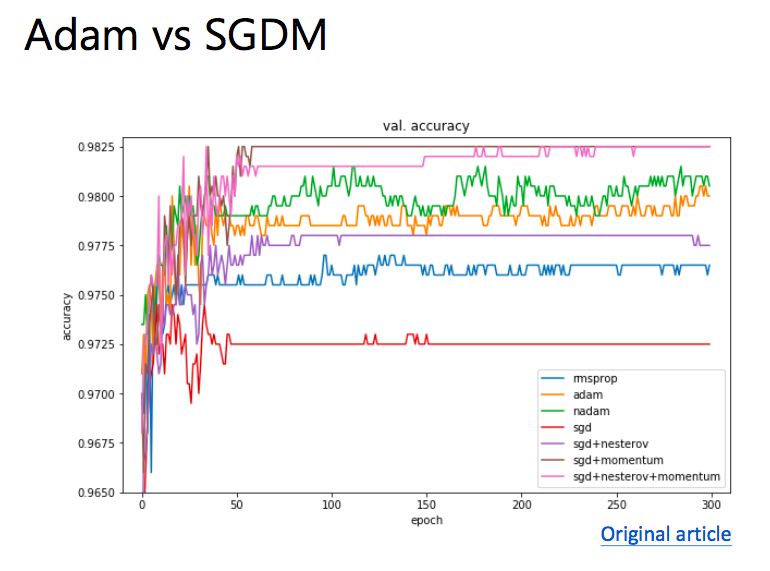 Adam vs SGDM
val. accuracy
0.9825
0.9800
0.9775
0.9750
0.9725
0.9700
0.9675
0.9650
accuracy
0
50
100
150
200
250
300
epoch
rmsprop
adam
nadam
sgd
sgd+nesterov
sgd+momentum
sgd+nesterov+momentum
Original article